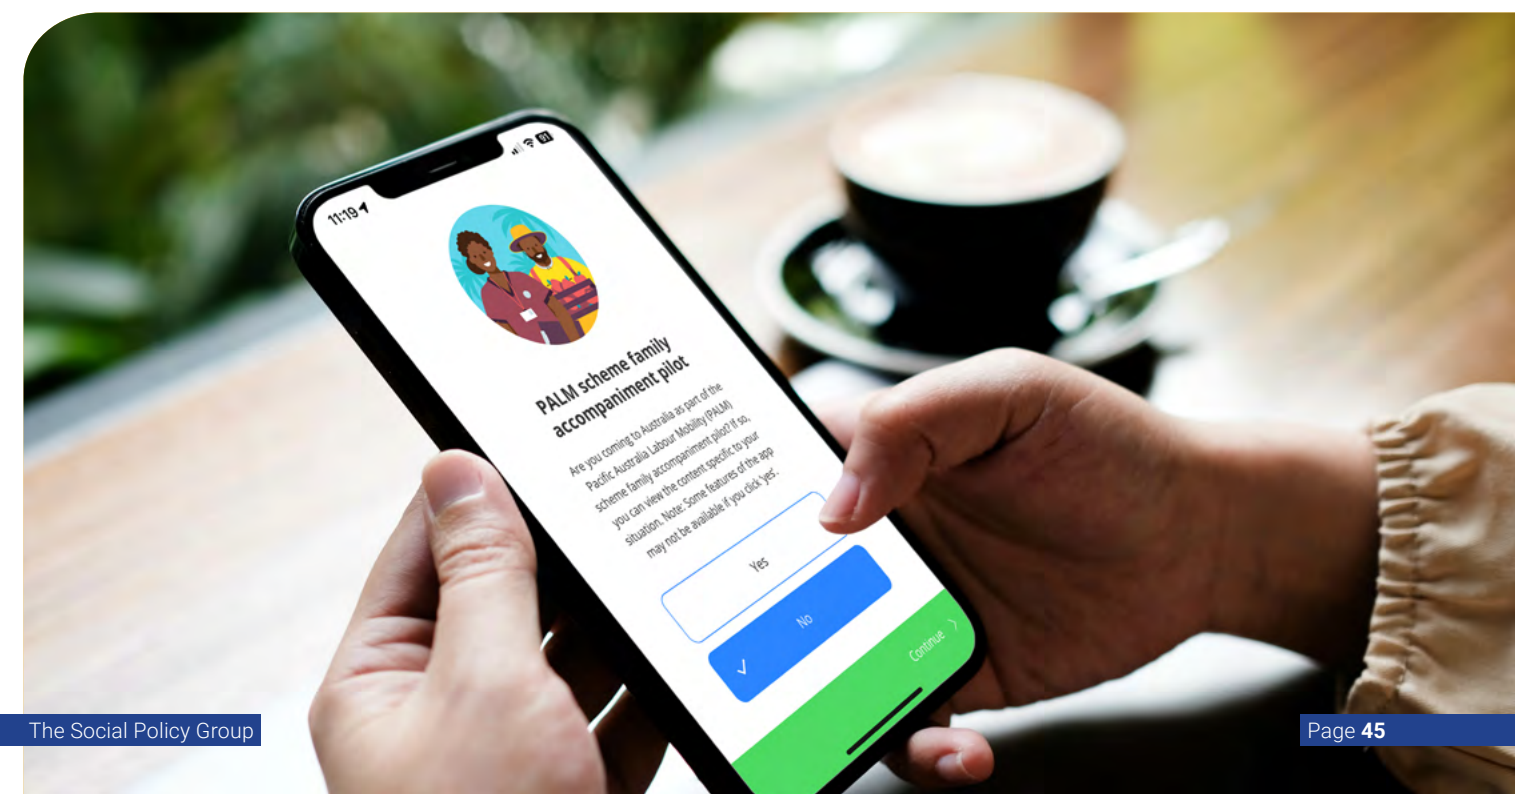 11:19
91
PALM scheme family
accompaniment pilot
Are you coming to Australia as part of the
Pacific Australia Labour Mobility (PALM)
scheme family accompaniment pilot? If so,
you can view the content specific to your
situation. Note: Some features of the app
may not be available if you click 'yes'.
Yes
No
Continue
The Social Policy Group
Page 45